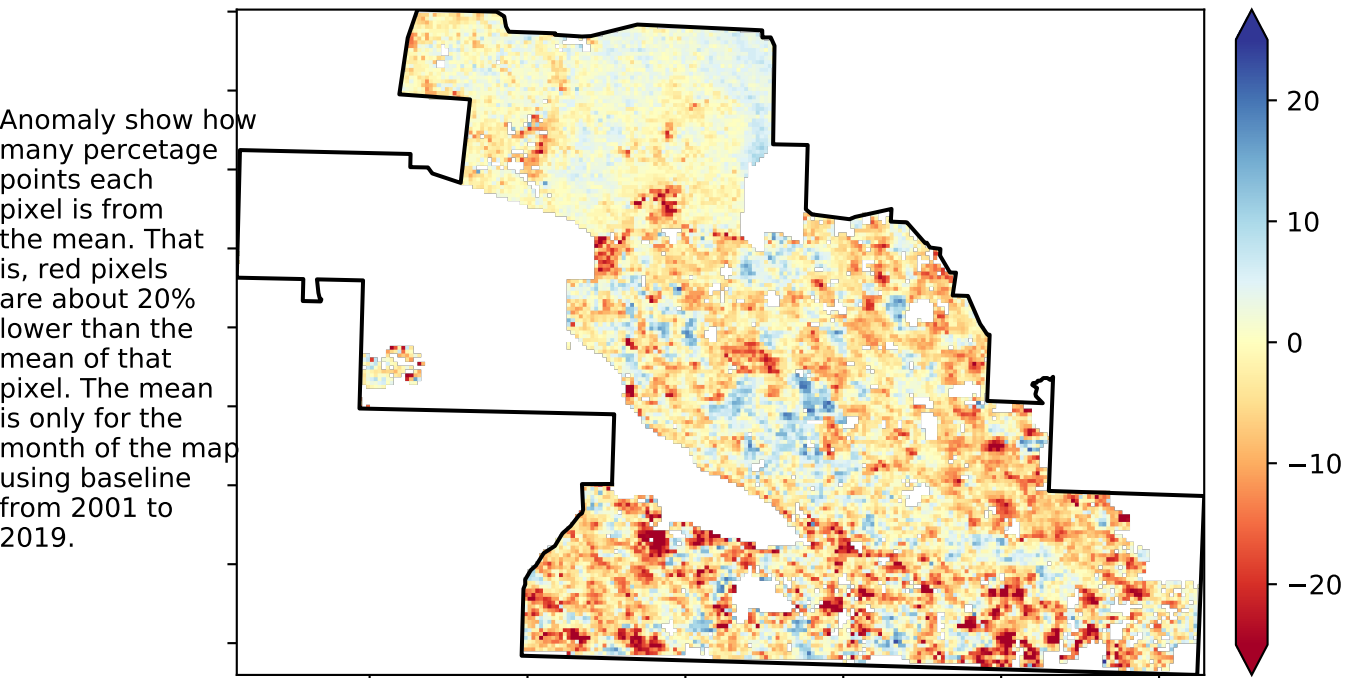 Anomaly show how
many percetage
points each
pixel is from
the mean. That
is, red pixels
are about 20%
lower than the
mean of that
pixel. The mean
is only for the
month of the map
using baseline
from 2001 to
2019.
20
10
0
−10
−20